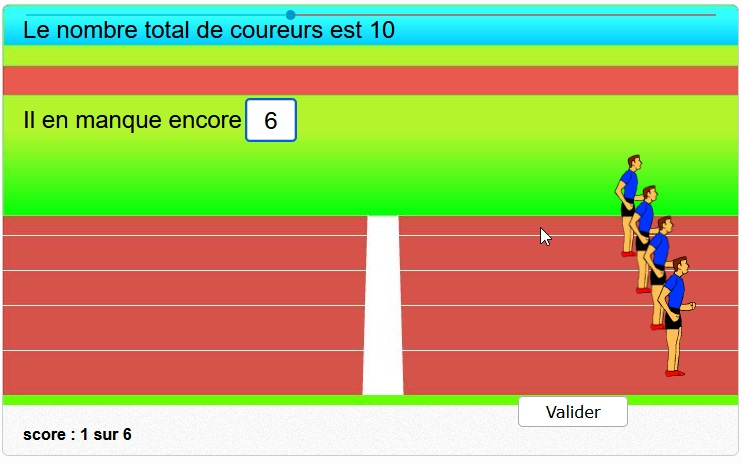 Le nombre total de coureurs est 10
Il en manque encore 6
Valider
score : 1 sur 6